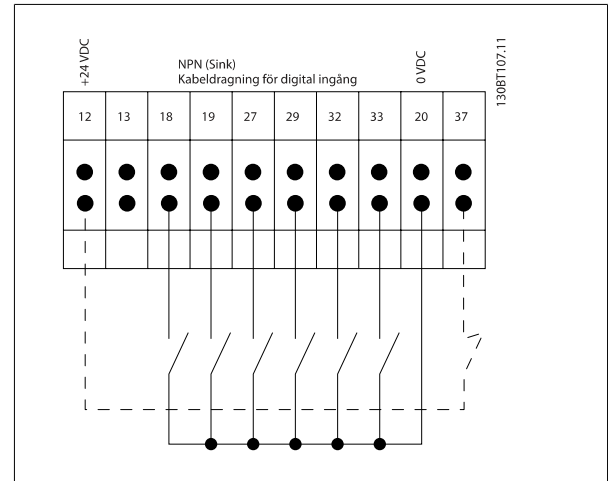 +24 VDC
NPN (Sink)
Kabeldragning för digital ingång
0 VDC
130BT107.11
12 13 18 19 27 29 32 33 20 37